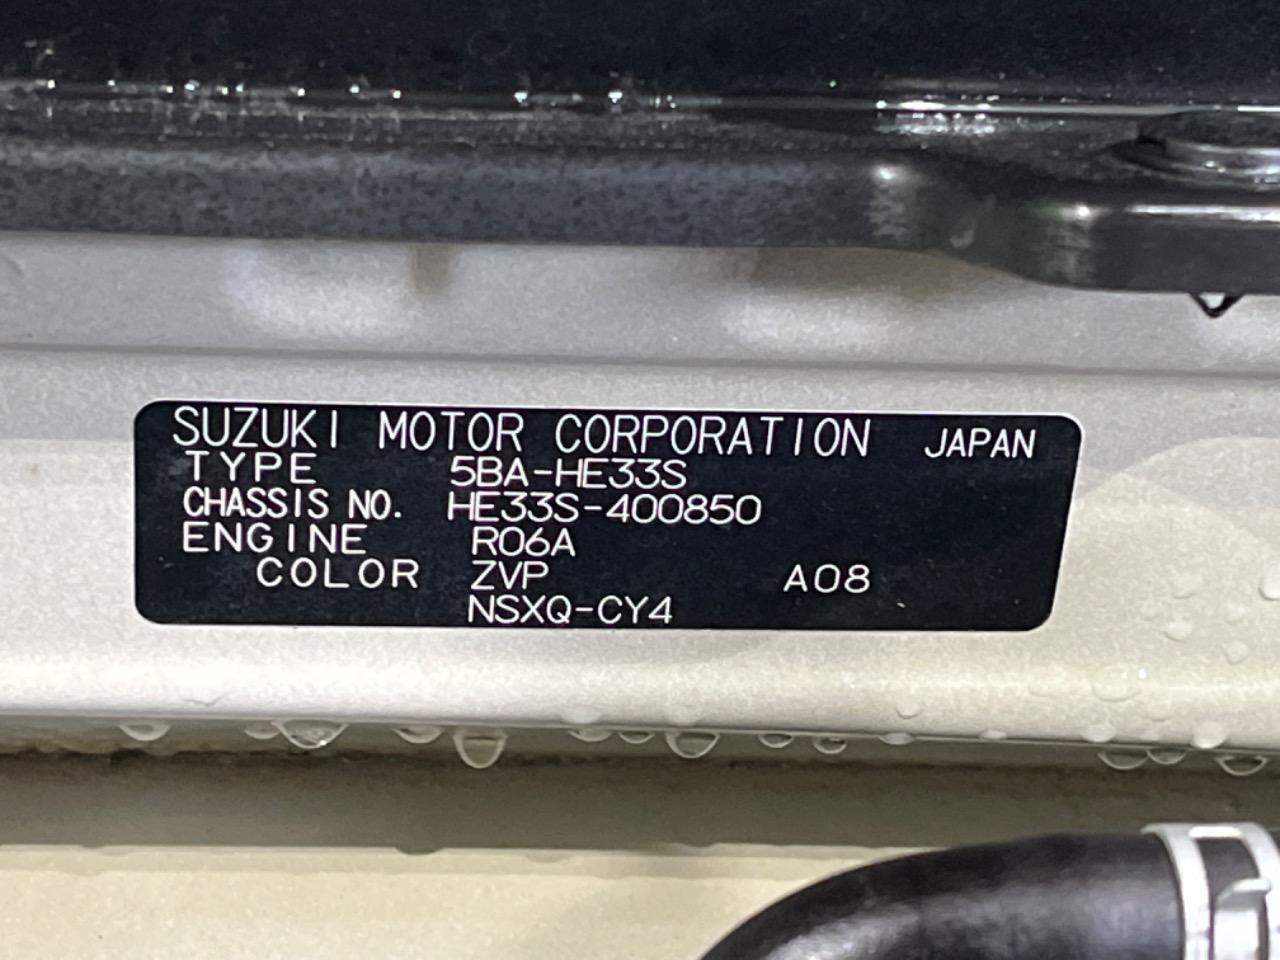 SUZUKI MOTOR CORPORATION JAPAN
TYPE 5BA-HE33S
CHASSIS NO. HE33S-400850
ENGINE R06A
COLOR ZVP A08
NSXQ-CY4